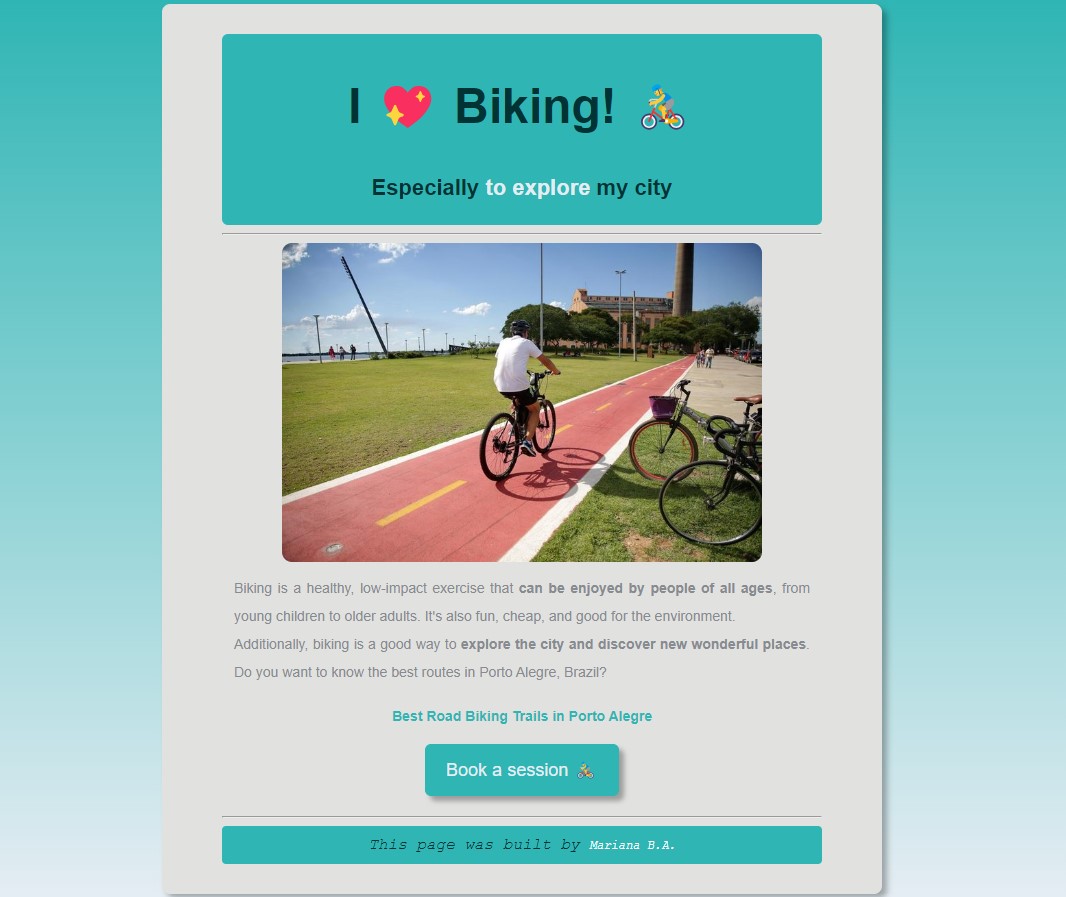 I 💖 Biking! 🚴
Especially to explore my city
Biking is a healthy, low-impact exercise that can be enjoyed by people of all ages, from
young children to older adults. It's also fun, cheap, and good for the environment.
Additionally, biking is a good way to explore the city and discover new wonderful places.
Do you want to know the best routes in Porto Alegre, Brazil?
Best Road Biking Trails in Porto Alegre
Book a session 🚴
This page was built by Mariana B.A.